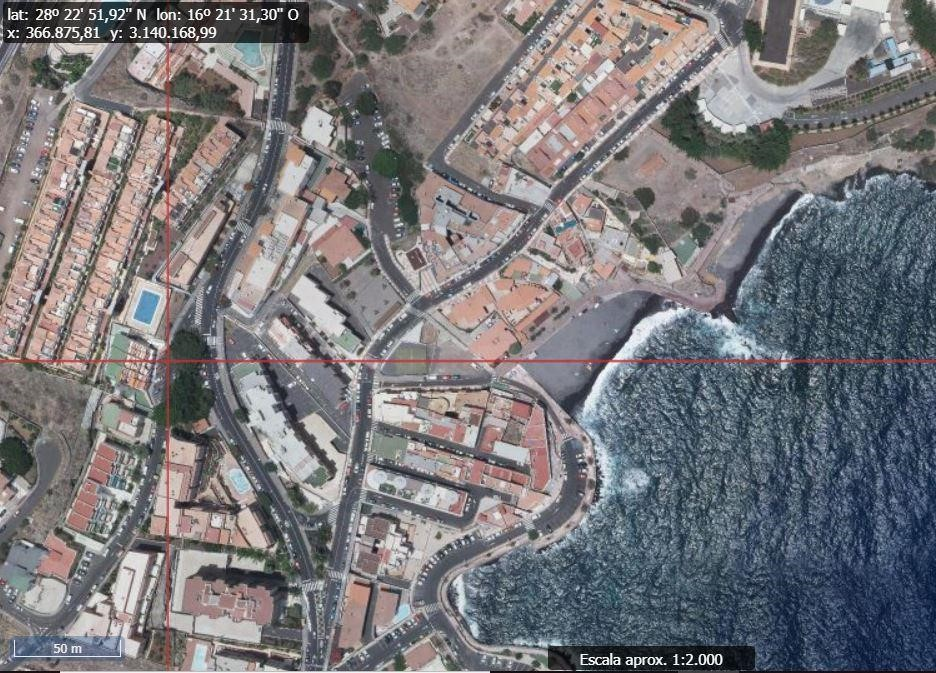 lat: 28º 22' 51,92" N lon: 16º 21' 31,30" O
x: 366.875,81 y: 3.140.168,99
50 m
Escala aprox. 1:2.000